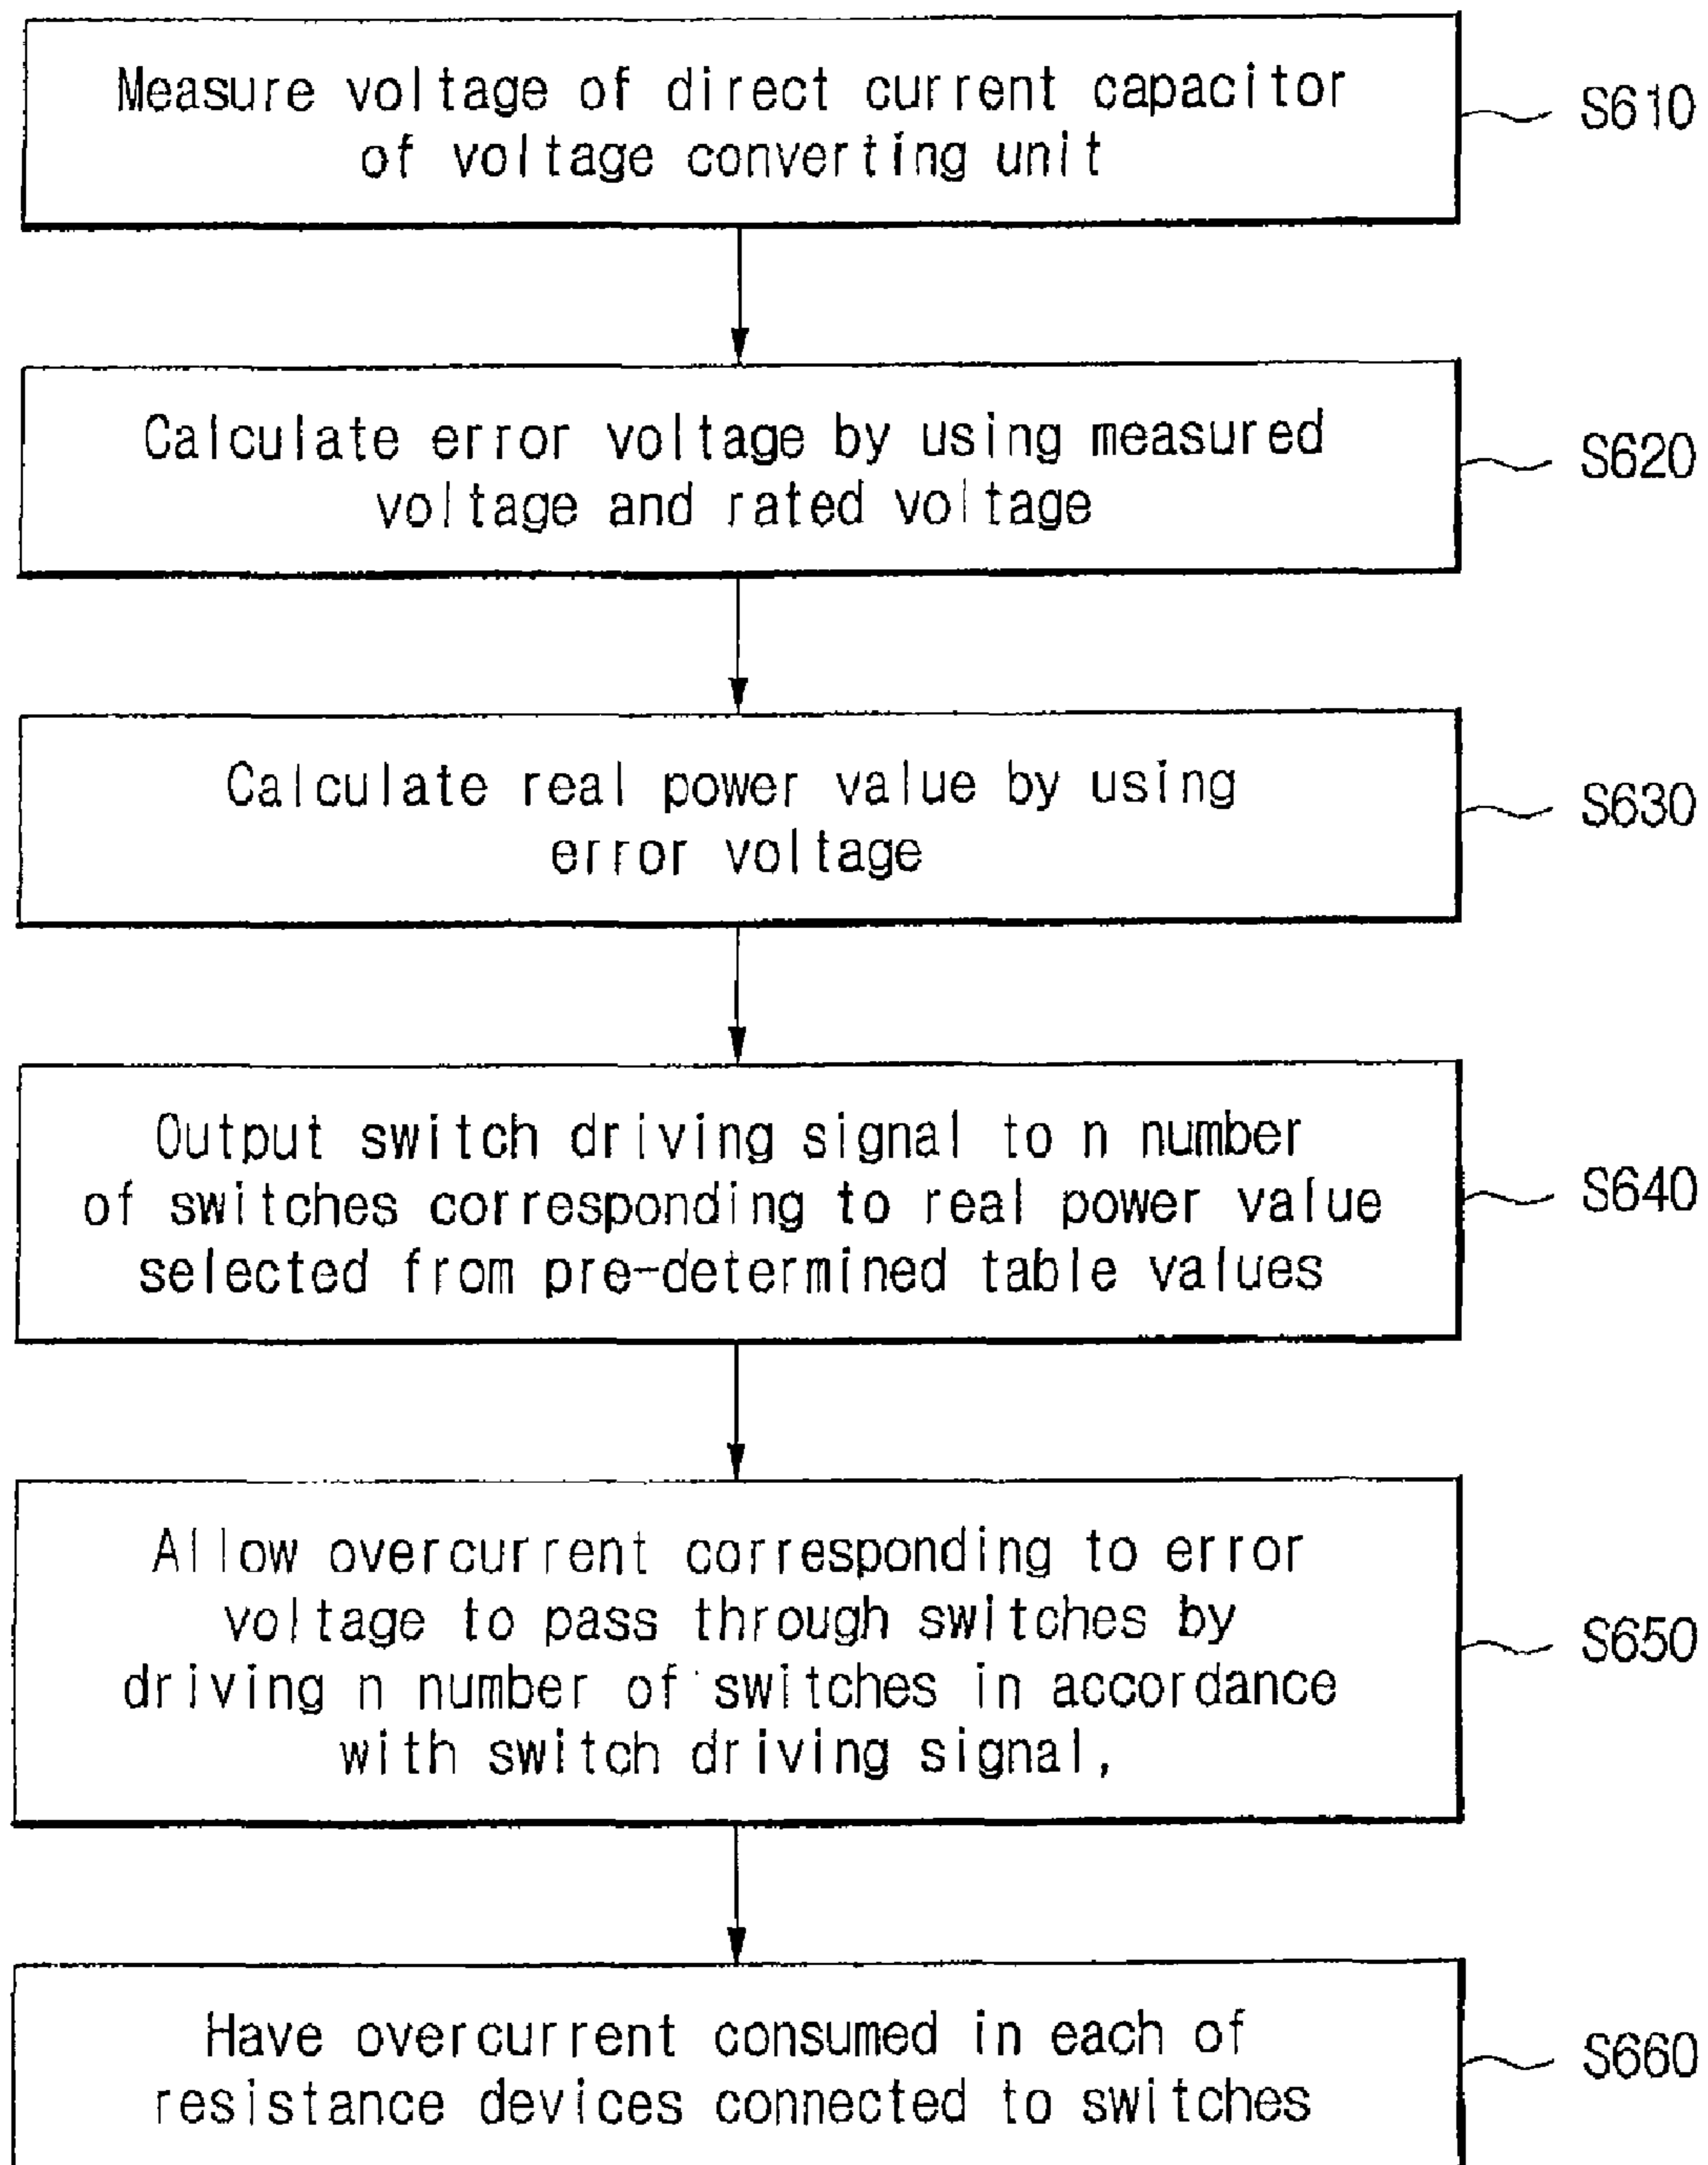 Measure voltage of direct current capacitor
of voltage converting unit
S610
Calculate error voltage by using measured
voltage and rated voltage
S620
Calculate real power value by using
error voltage
S630
Output switch driving signal to n number
of switches corresponding to real power value
selected from pre-determined table values
S640
Allow overcurrent corresponding to error
voltage to pass through switches by
driving n number of switches in accordance
with switch driving signal,
S650
Have overcurrent consumed in each of
resistance devices connected to switches
S660